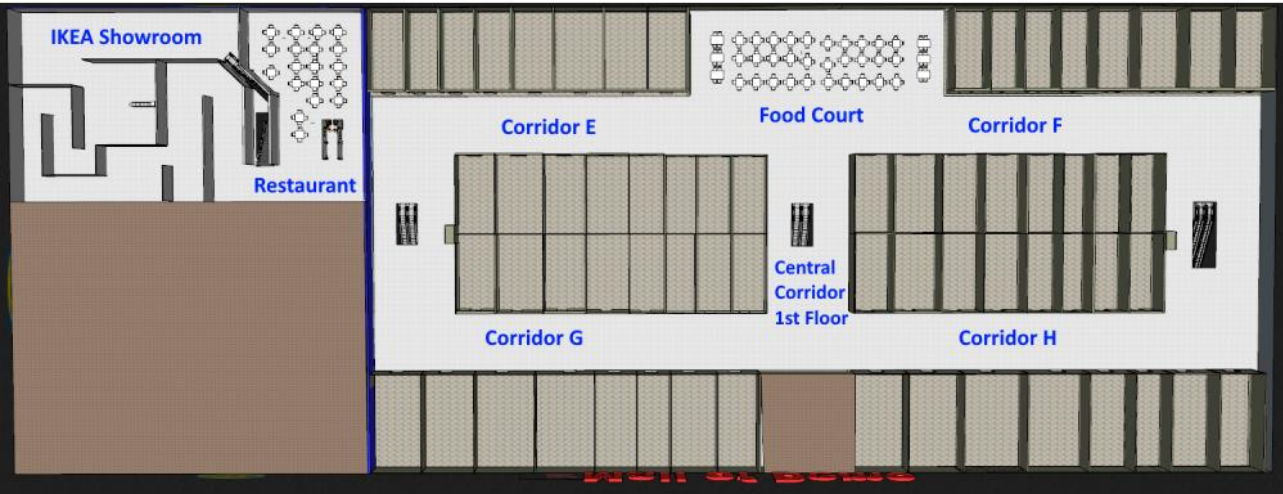 IKEA Showroom
Restaurant
Corridor E
Food Court
Corridor F
Central
Corridor
1st Floor
Corridor G
Corridor H